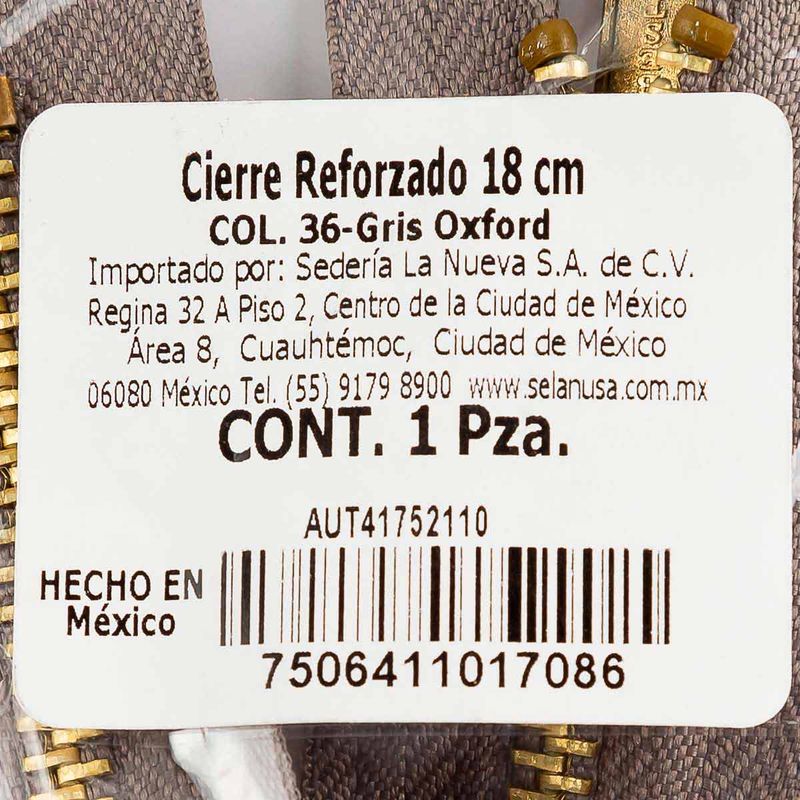 Cierre Reforzado 18 cm
COL. 36-Gris Oxford
Importado por: Sedería La Nueva S.A. de C.V.
Regina 32 A Piso 2, Centro de la Ciudad de México
Área 8, Cuauhtémoc, Ciudad de México
06080 México Tel. (55) 9179 8900 www.selanusa.com.mx
CONT. 1 Pza.
AUT41752110
HECHO EN
México
7506411017086